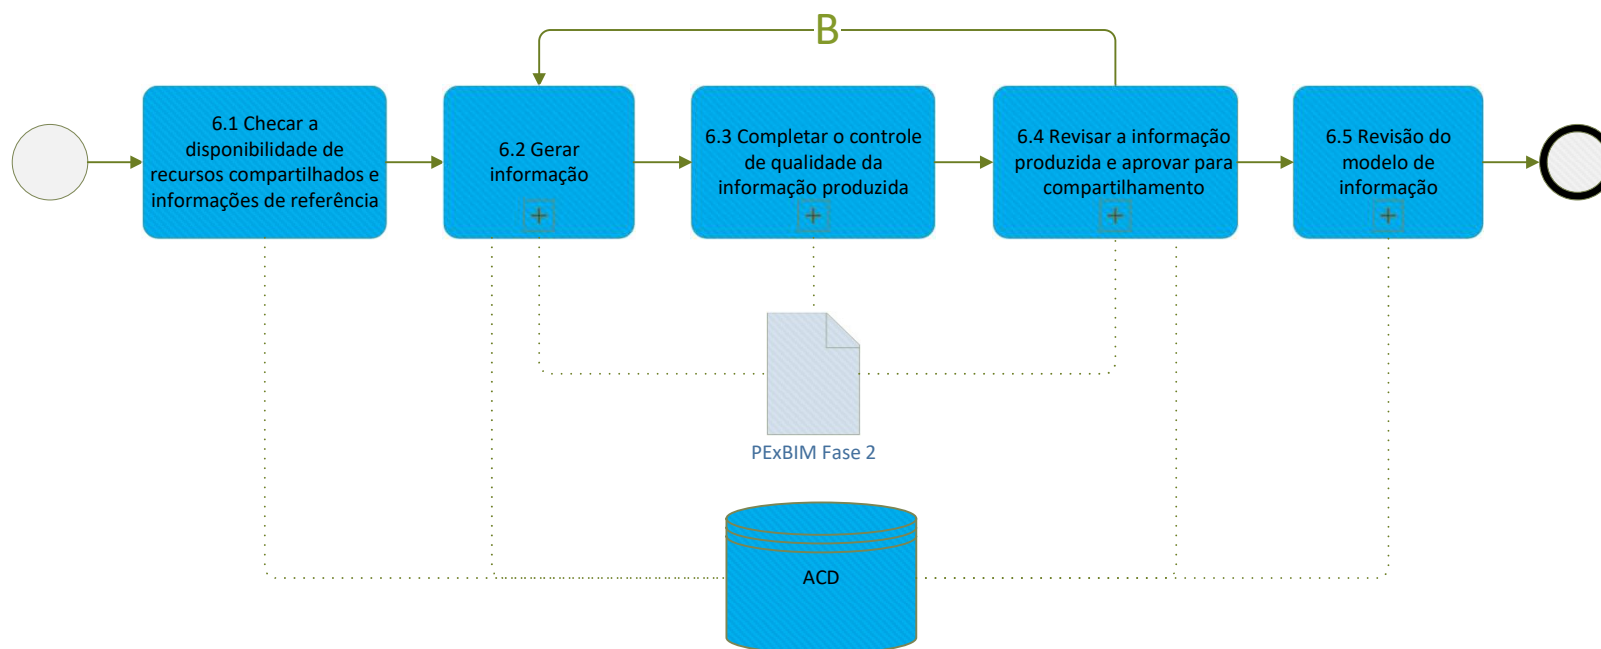 B
6.1 Checar a
disponibilidade de
recursos compartilhados e
informações de referência
6.2 Gerar
informação
6.3 Completar o controle
de qualidade da
informação produzida
6.4 Revisar a informação
produzida e aprovar para
compartilhamento
6.5 Revisão do
modelo de
informação
PExBIM Fase 2
ACD